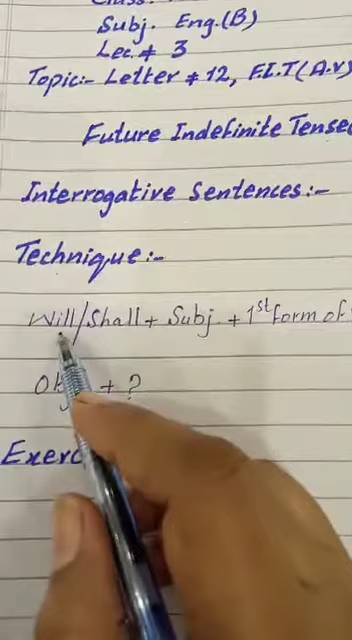 Subj. Eng.(B)
Lec.# 3
Topic:- Letter # 12, F.I.T (A.V)
Future Indefinite Tense
Interrogative Sentences:-
Technique:-
Will/Shall + Subj. + 1st form of
+ ?